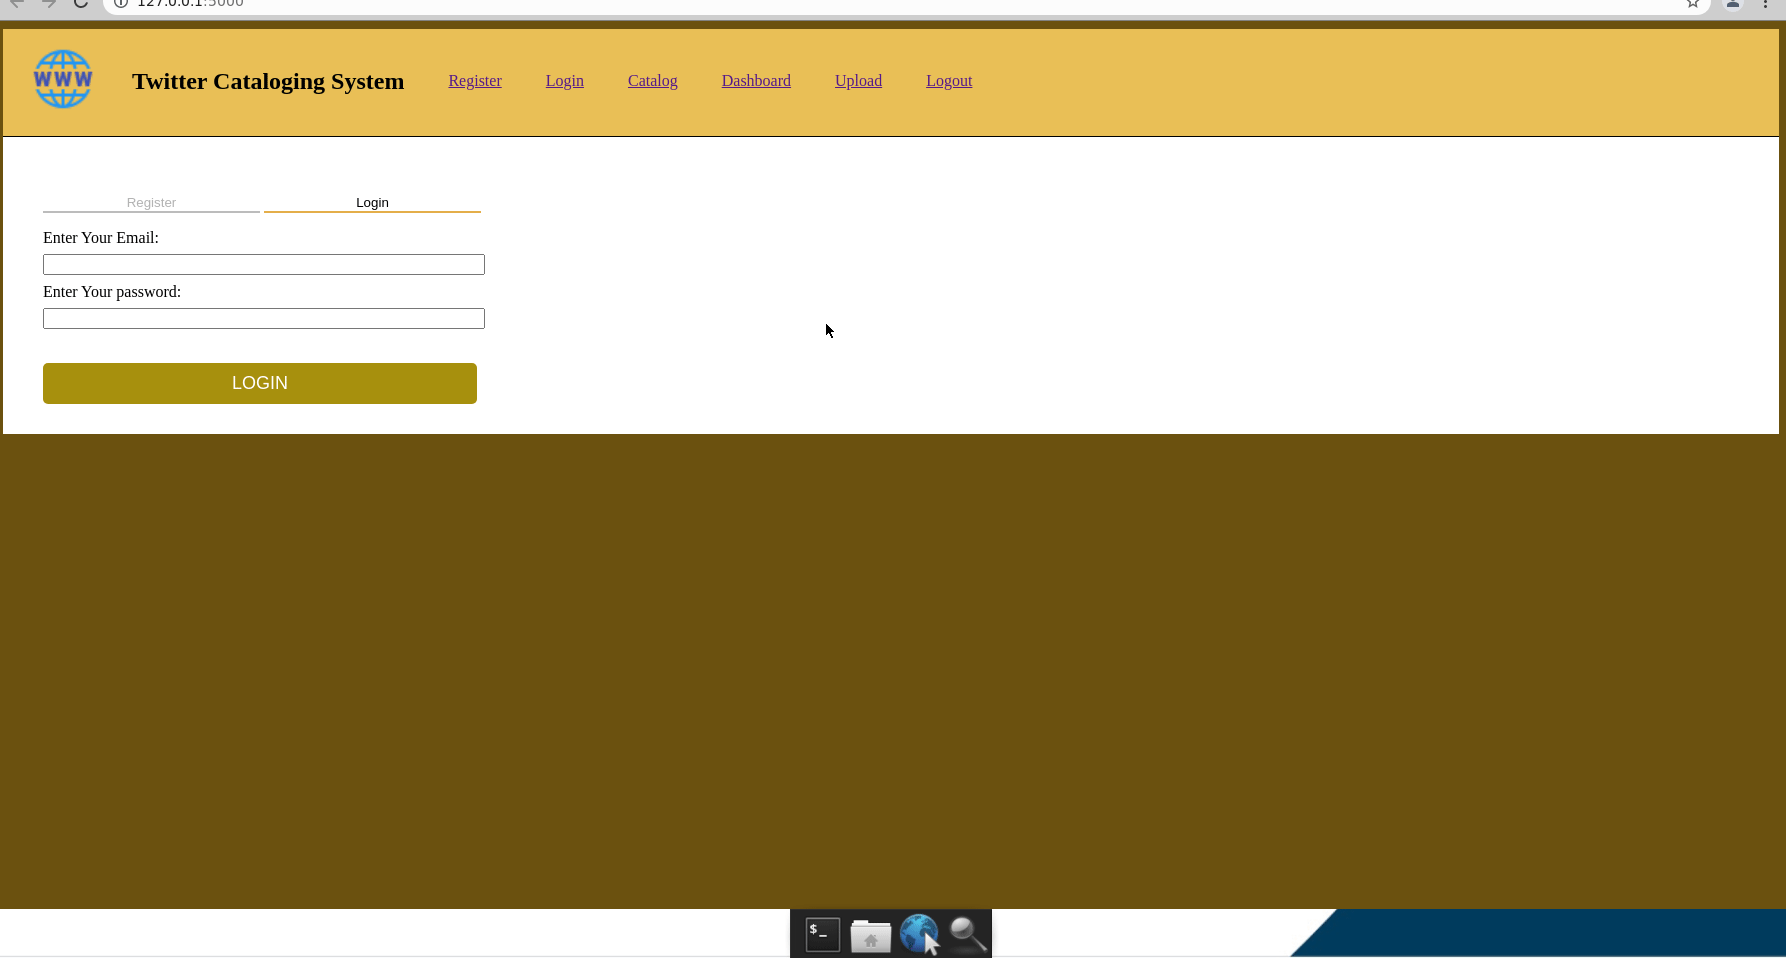 127.0.0.1:5000
WWW
Twitter Cataloging System Register Login Catalog Dashboard Upload Logout
Register Login
Enter Your Email:
Enter Your password:
LOGIN
$_